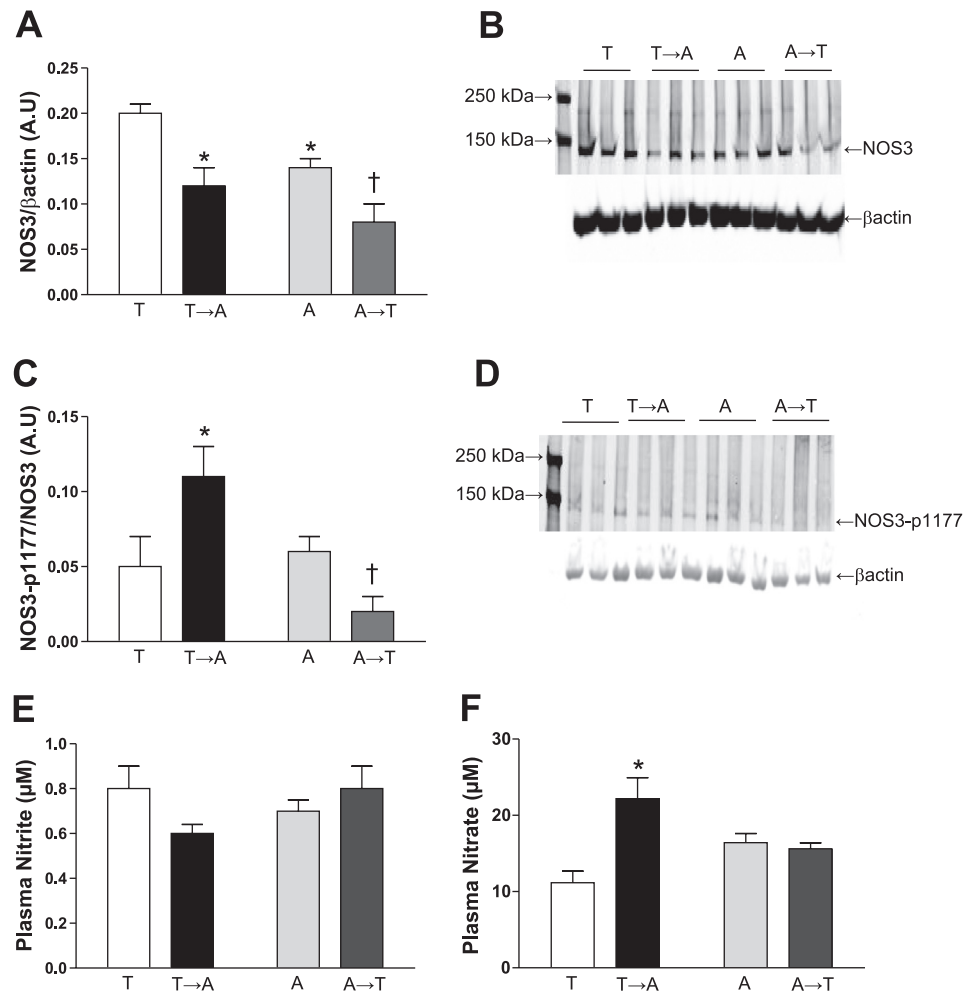 A
NOS3/βactin (A.U)
0.25
0.20
0.15
0.10
0.05
0.00
*
*
†
T
T→A
A
A→T
B
T
T→A
A
A→T
250 kDa→
150 kDa→
←NOS3
←βactin
C
NOS3-p1177/NOS3 (A.U)
0.15
0.10
0.05
0.00
*
†
T
T→A
A
A→T
D
T
T→A
A
A→T
250 kDa→
150 kDa→
←NOS3-p1177
←βactin
E
Plasma Nitrite (µM)
1.0
0.8
0.6
0.4
0.2
0.0
T
T→A
A
A→T
F
Plasma Nitrate (µM)
30
20
10
0
*
T
T→A
A
A→T